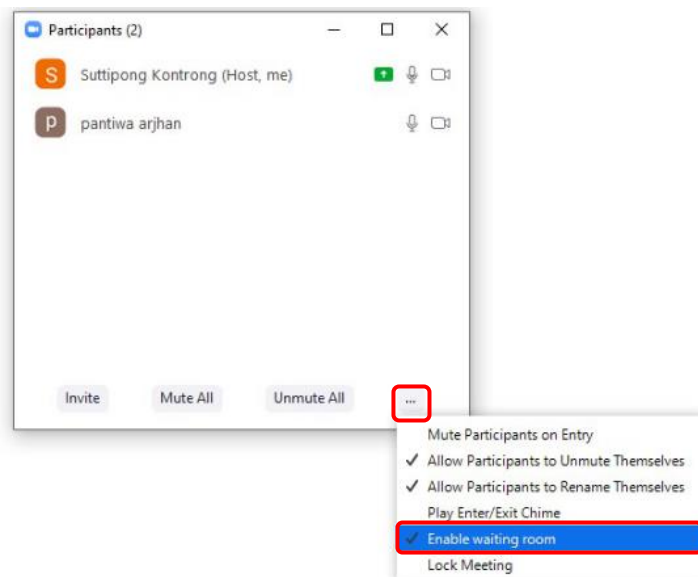 Participants (2)
S Suttipong Kontrong (Host, me)
p pantiwa arjhan
Invite Mute All Unmute All ...
Mute Participants on Entry
✓ Allow Participants to Unmute Themselves
✓ Allow Participants to Rename Themselves
Play Enter/Exit Chime
✓ Enable waiting room
Lock Meeting